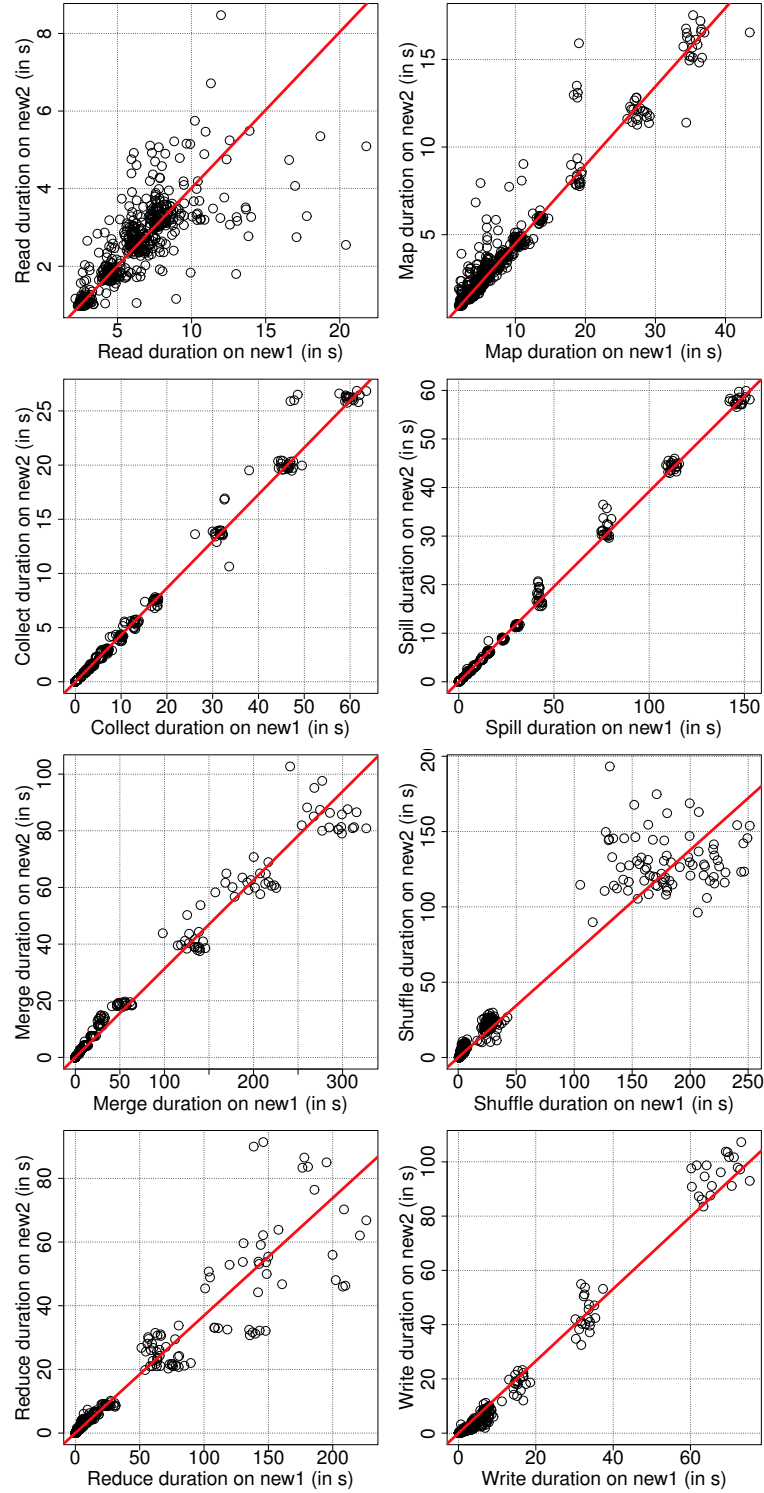 Read duration on new2 (in s)
2 4 6 8
5 10 15 20
Read duration on new1 (in s)
Map duration on new2 (in s)
5 10 15
10 20 30 40
Map duration on new1 (in s)
Collect duration on new2 (in s)
0 5 10 15 20 25
0 10 20 30 40 50 60
Collect duration on new1 (in s)
Spill duration on new2 (in s)
0 10 20 30 40 50 60
0 50 100 150
Spill duration on new1 (in s)
Merge duration on new2 (in s)
0 20 40 60 80 100
0 50 100 150 200 250 300
Merge duration on new1 (in s)
Shuffle duration on new2 (in s)
0 50 100 150 200
0 50 100 150 200 250
Shuffle duration on new1 (in s)
Reduce duration on new2 (in s)
0 20 40 60 80
0 50 100 150 200
Reduce duration on new1 (in s)
Write duration on new2 (in s)
0 20 40 60 80 100
0 20 40 60
Write duration on new1 (in s)